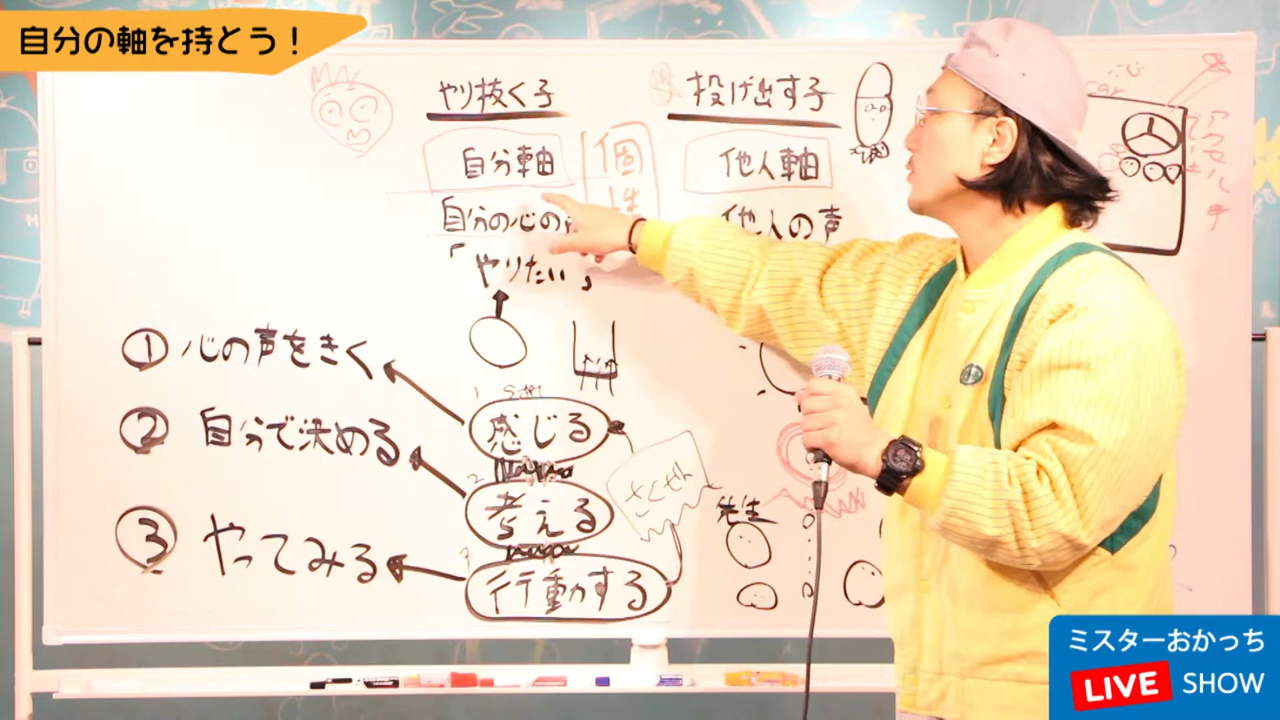 自分の軸を持とう！
やり抜く子
投げ出す子
自分軸
個性
他人軸
自分の心の
他人の声
「やりたい」
① 心の声をきく
② 自分で決める
③ やってみる
感じる
考える
行動する
さくせん
先生
car
ミスターおかっち
LIVE SHOW